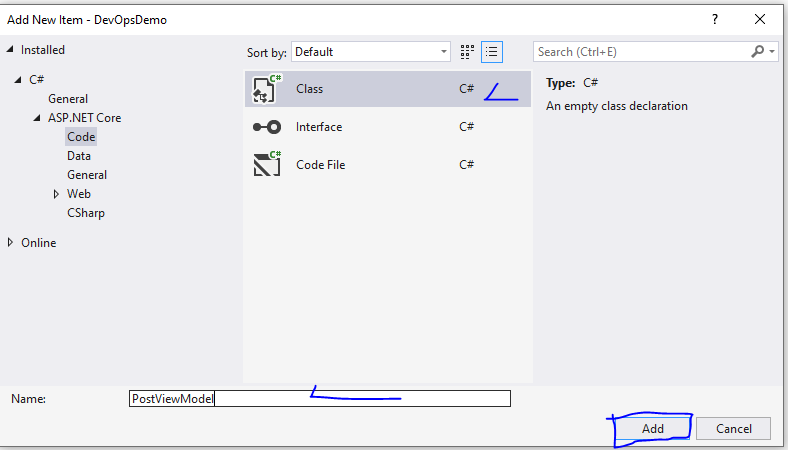 Add New Item - DevOpsDemo
?
Installed
Sort by: Default
Search (Ctrl+E)
C#
General
ASP.NET Core
Code
Data
General
Web
CSharp
Online
C#
Class C#
Interface C#
C#
Code File C#
Type: C#
An empty class declaration
Name: PostViewModel
Add Cancel